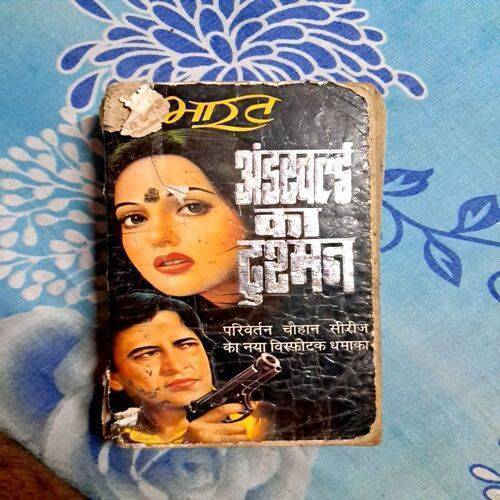 भारत
अंडरवर्ल्ड
का
दुश्मन
परिवर्तन चौहान सीरीज
का नया विस्फोटक धमाका